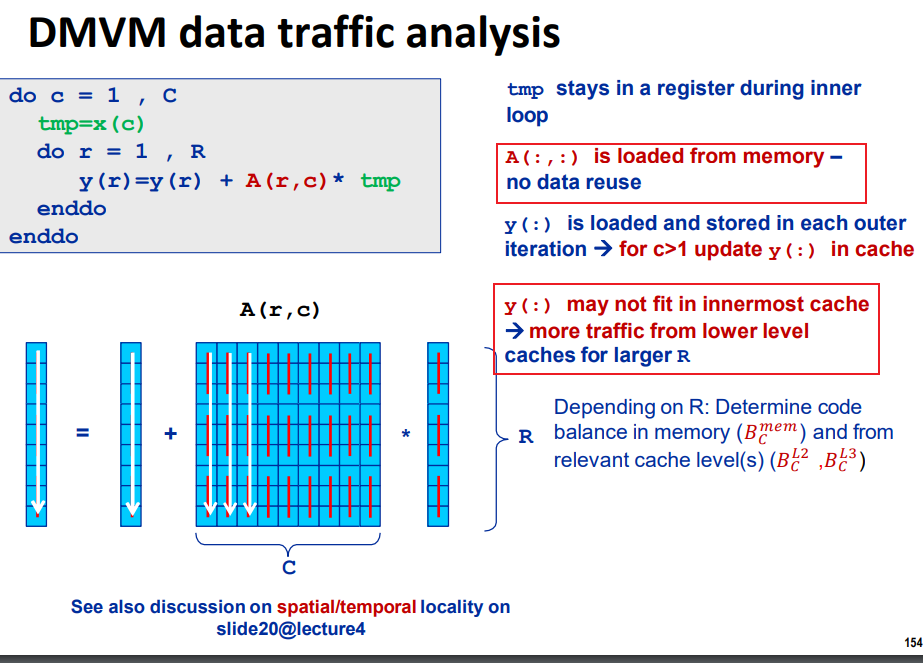 DMVM data traffic analysis
do c = 1 , C
tmp=x(c)
do r = 1 , R
y(r)=y(r) + A(r,c)* tmp
enddo
enddo
tmp stays in a register during inner
loop
A(:,:) is loaded from memory –
no data reuse
y(:) is loaded and stored in each outer
iteration → for c>1 update y(:) in cache
y(:) may not fit in innermost cache
→ more traffic from lower level
caches for larger R
A(r,c)
= + *
R
Depending on R: Determine code
balance in memory (B_C^mem) and from
relevant cache level(s) (B_C^L2 ,B_C^L3)
C
See also discussion on spatial/temporal locality on
slide20@lecture4
154